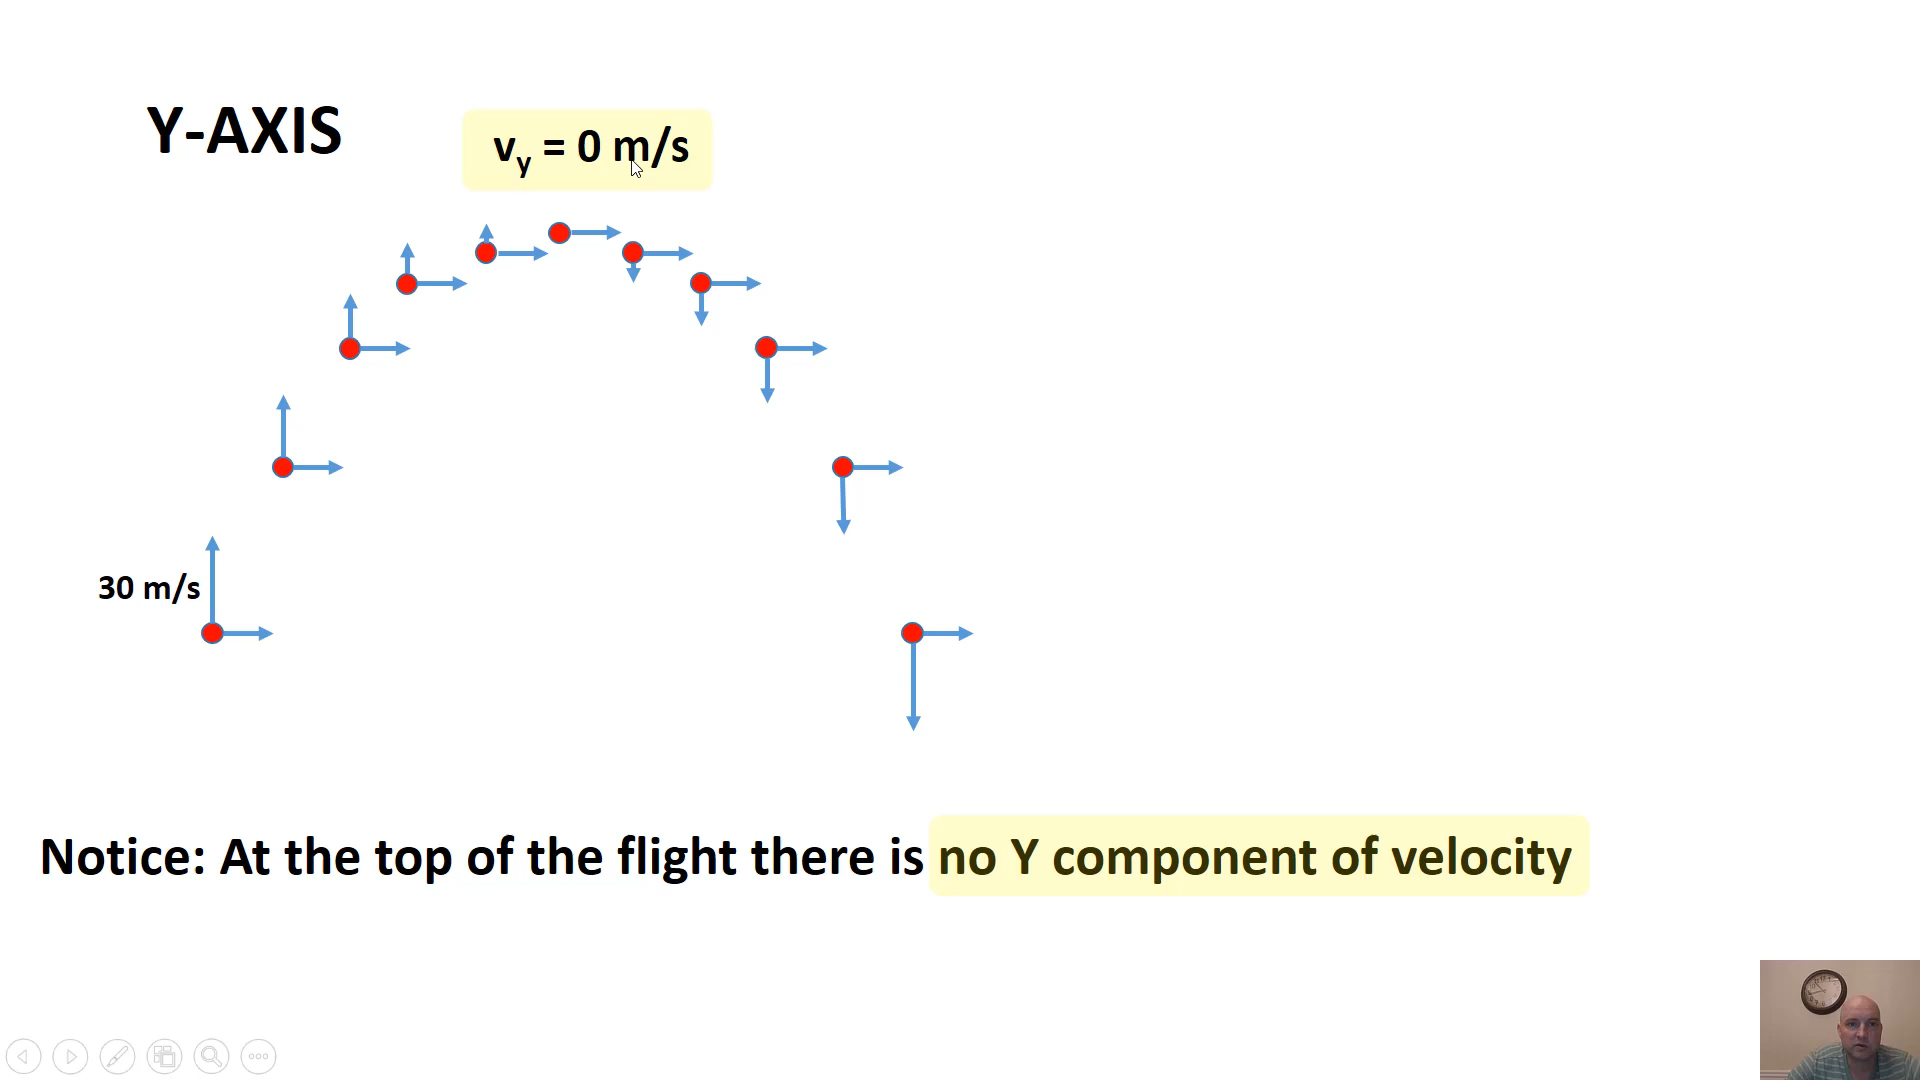 Y-AXIS
vy = 0 m/s
30 m/s
Notice: At the top of the flight there is no Y component of velocity